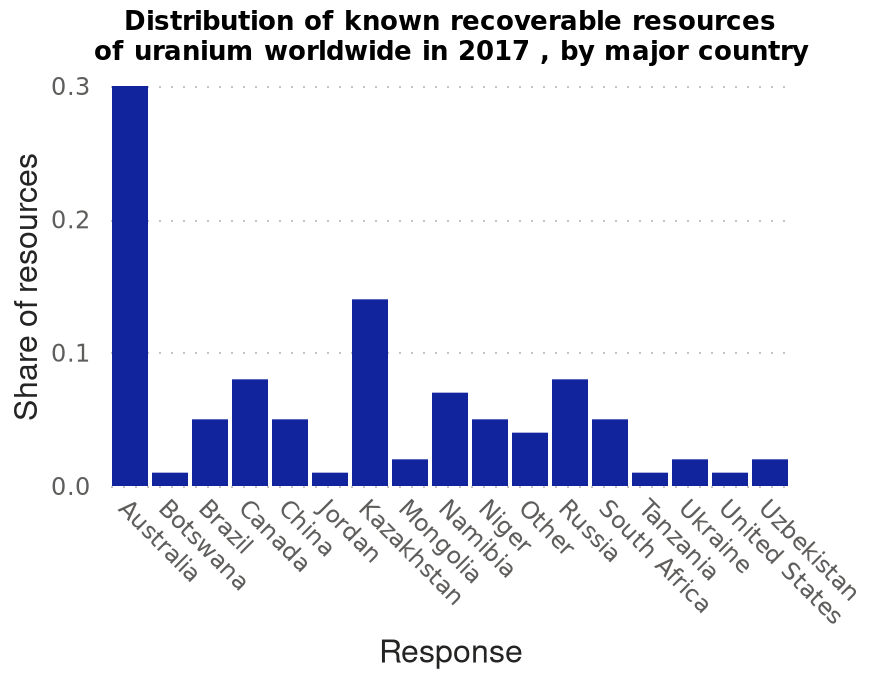 Distribution of known recoverable resources
of uranium worldwide in 2017 , by major country
Share of resources
0.3
0.2
0.1
0.0
Australia
Botswana
Brazil
Canada
China
Jordan
Kazakhstan
Mongolia
Namibia
Niger
Other
Russia
South Africa
Tanzania
Ukraine
United States
Uzbekistan
Response